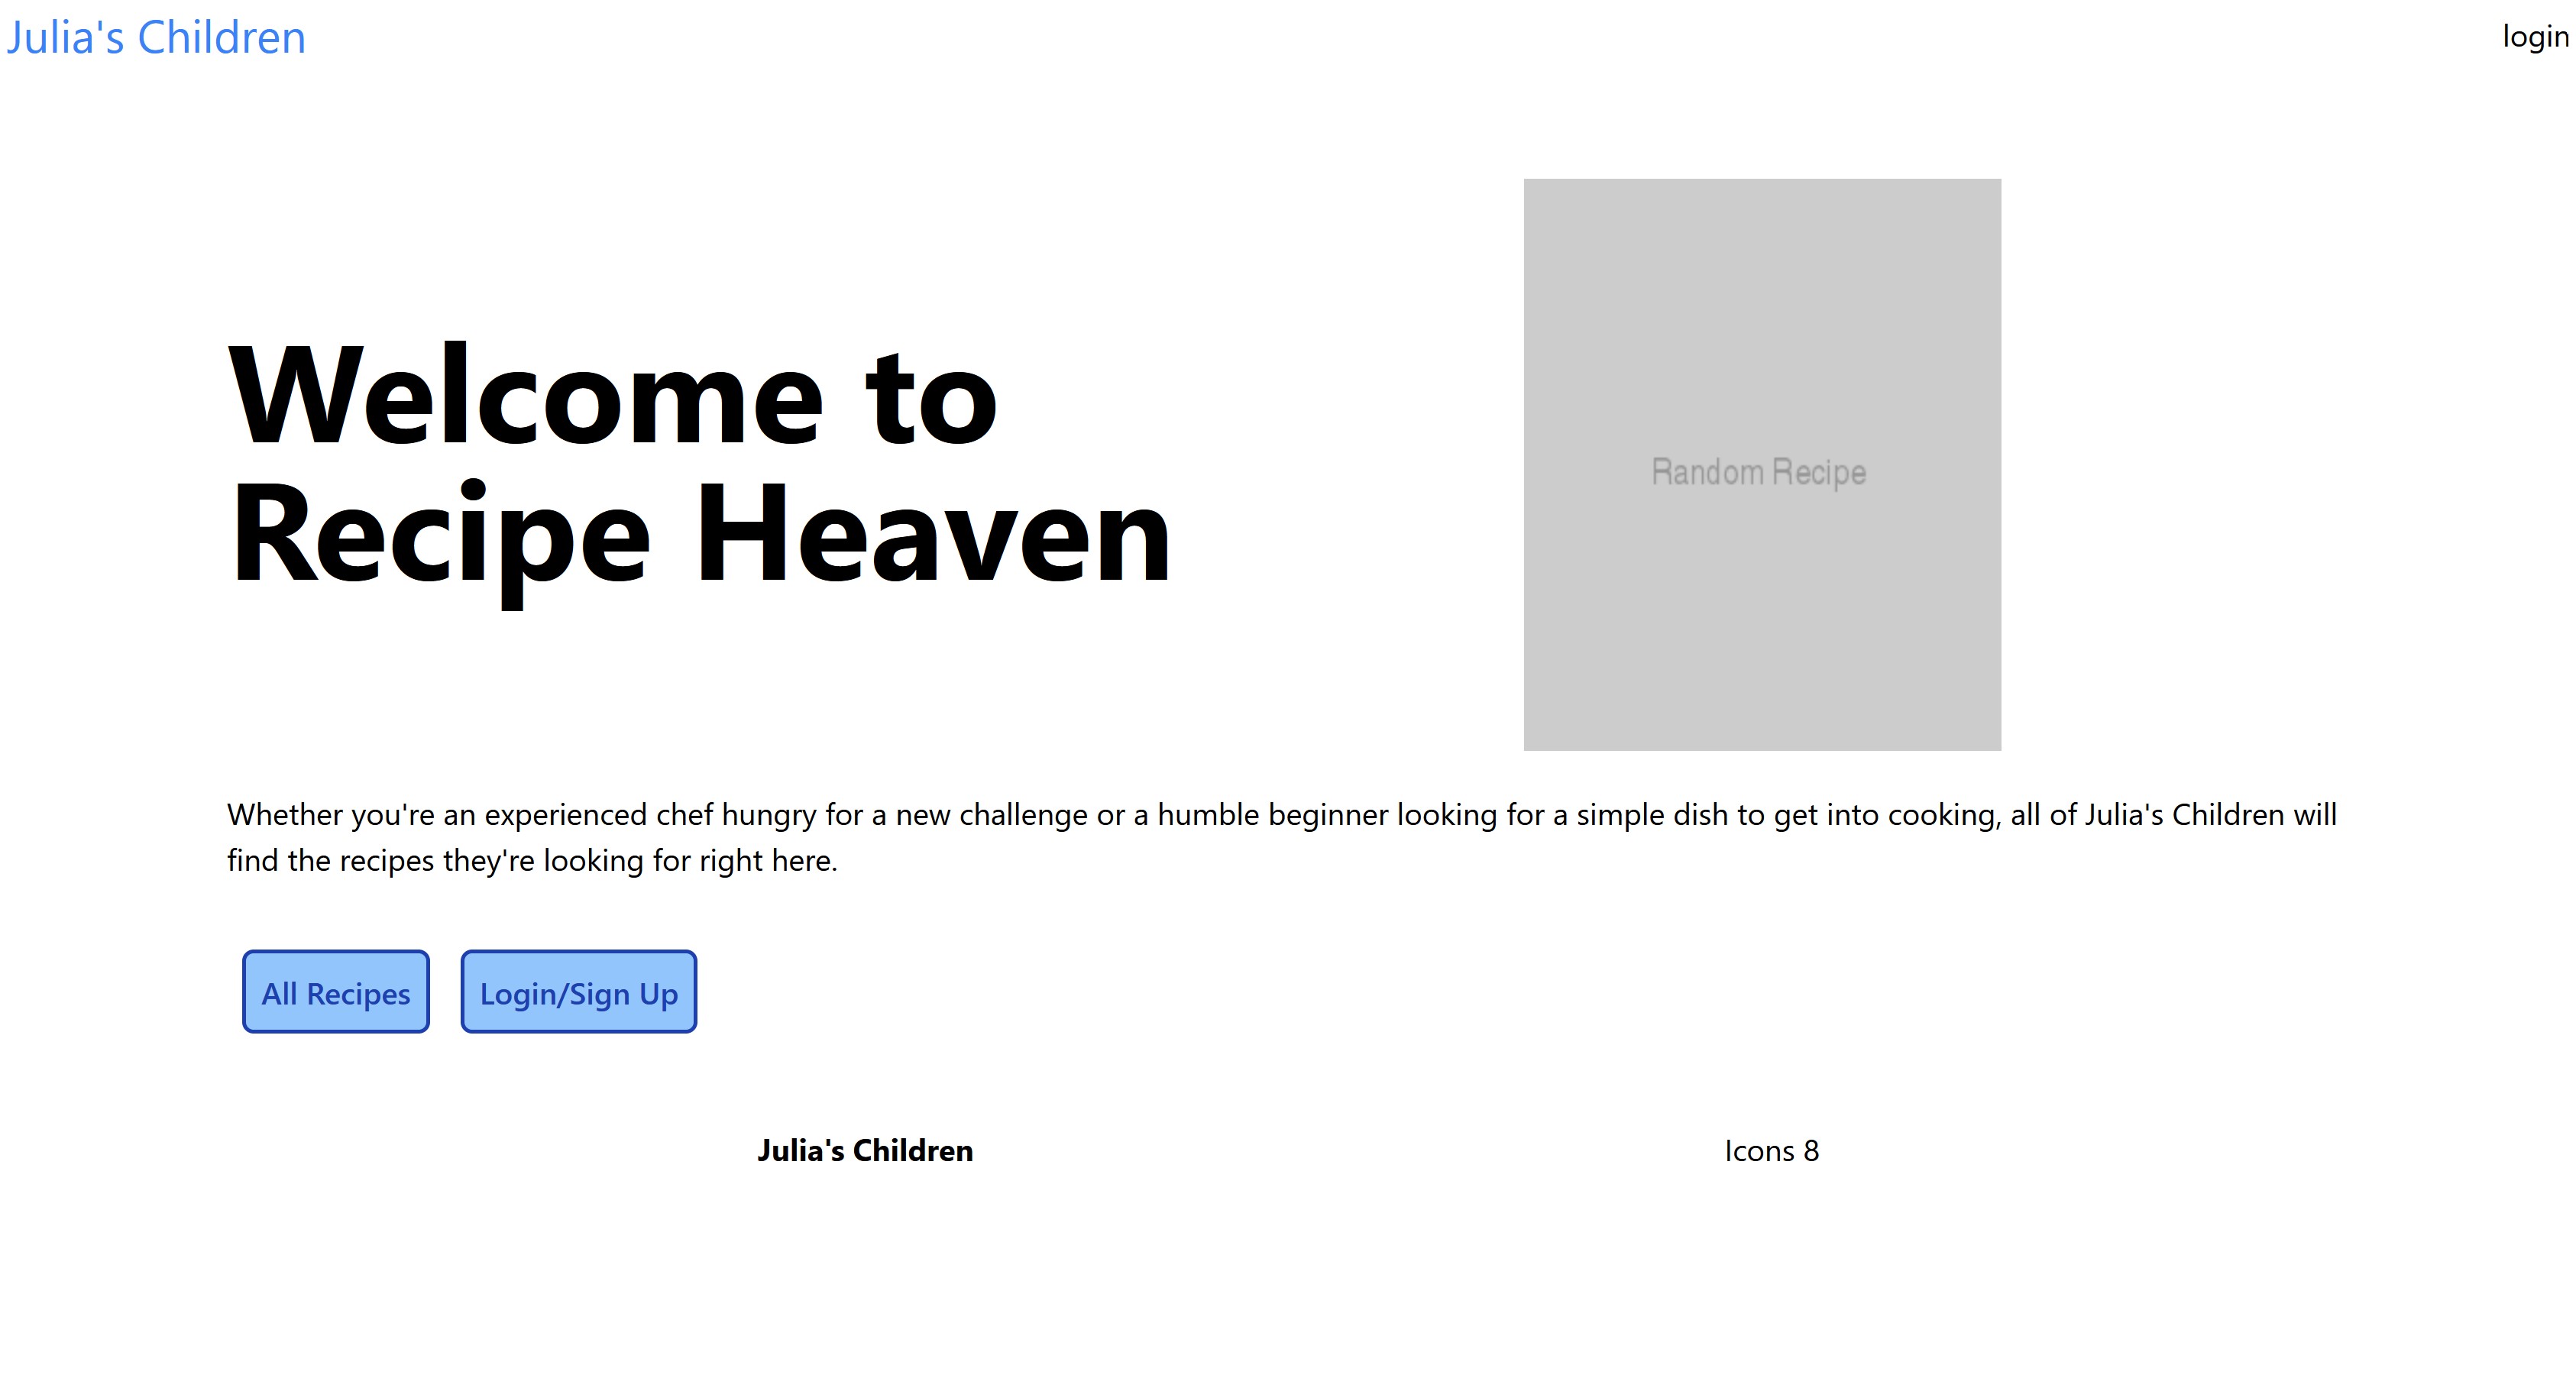 Julia's Children
login
Welcome to
Recipe Heaven
Random Recipe
Whether you're an experienced chef hungry for a new challenge or a humble beginner looking for a simple dish to get into cooking, all of Julia's Children will
find the recipes they're looking for right here.
All Recipes
Login/Sign Up
Julia's Children
Icons 8